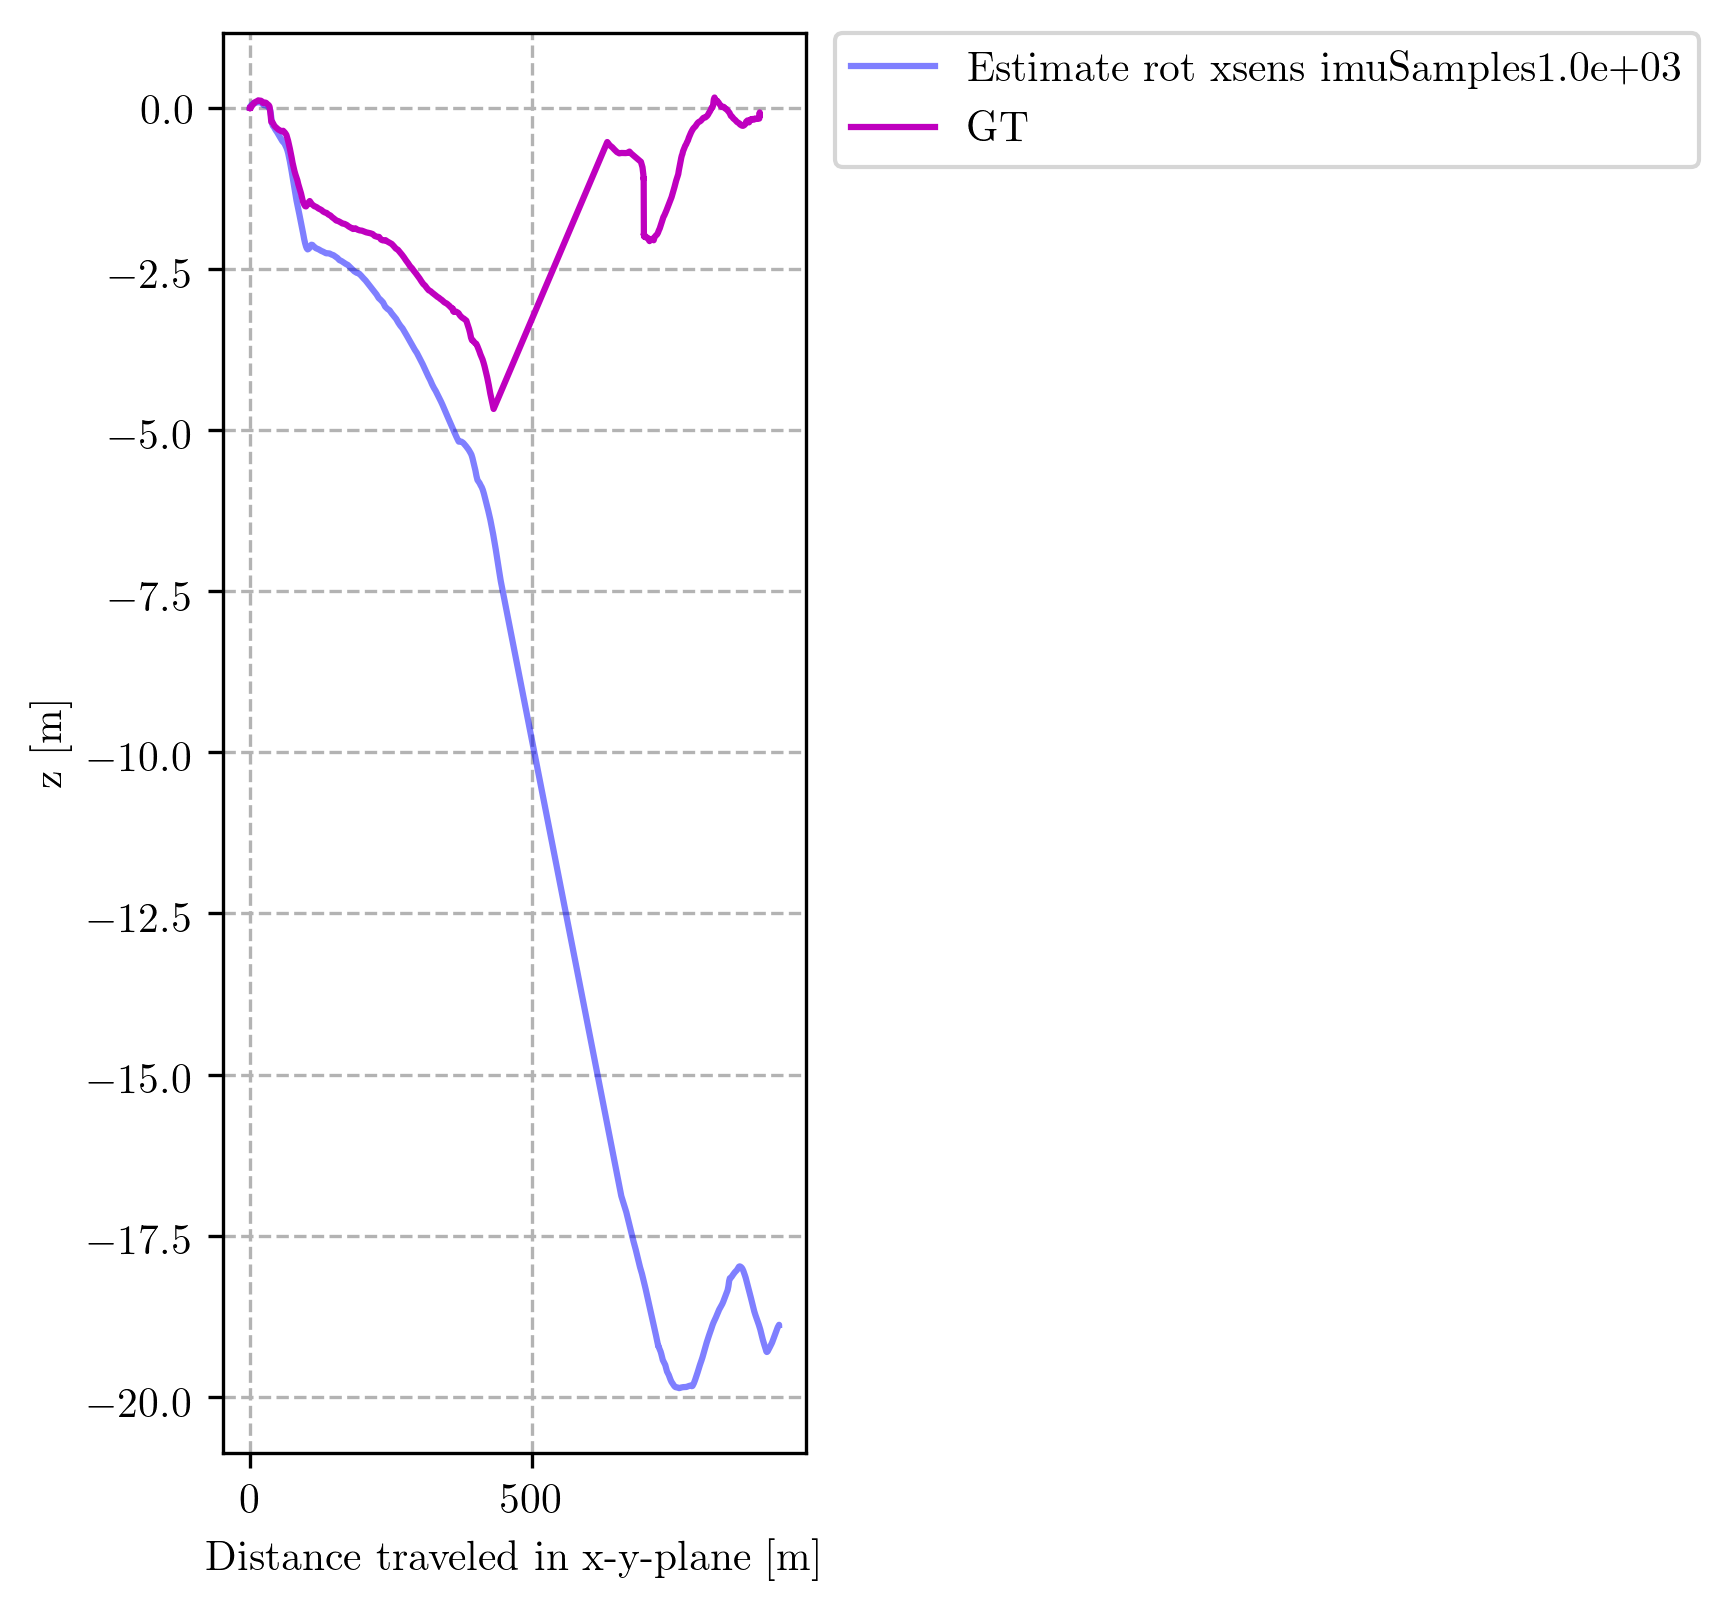 Estimate rot xsens imuSamples1.0e+03
GT
0.0
−2.5
−5.0
−7.5
−10.0
−12.5
−15.0
−17.5
−20.0
z [m]
0 500
Distance traveled in x-y-plane [m]